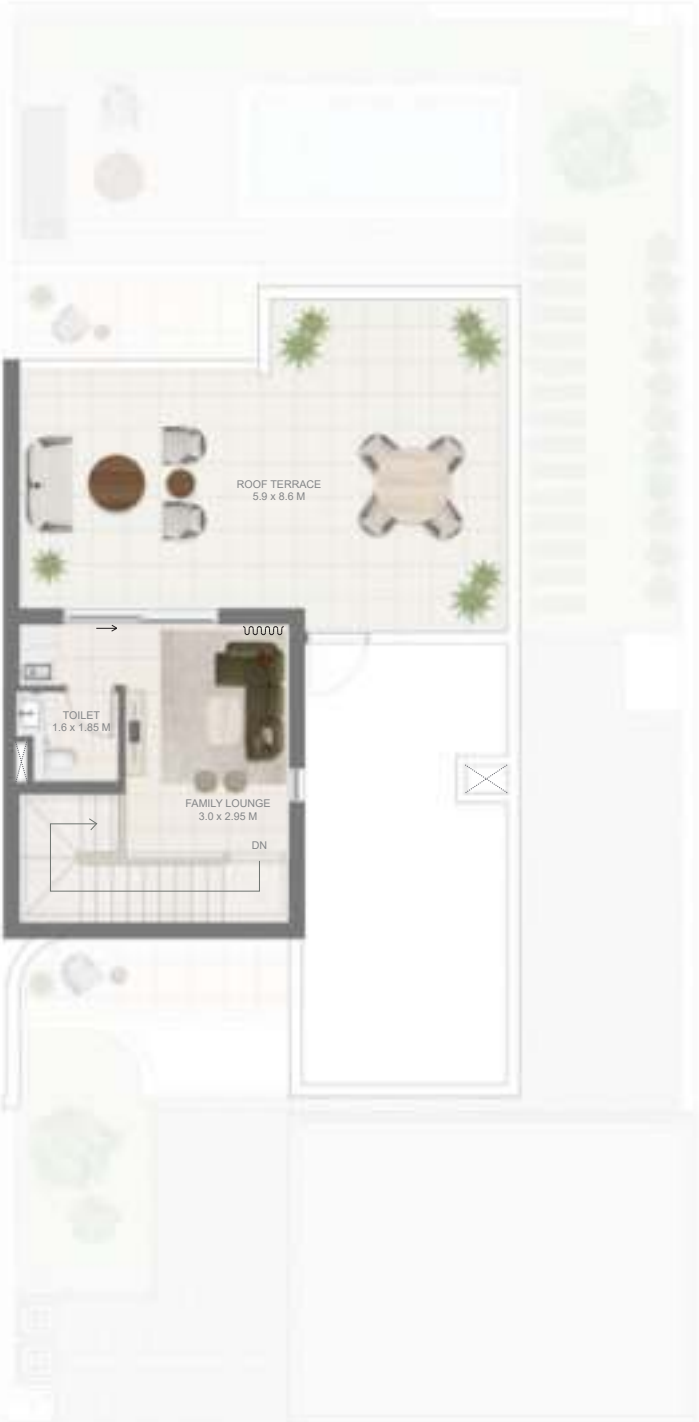 ROOF TERRACE
5.9 x 8.6 M
TOILET
1.6 x 1.85 M
FAMILY LOUNGE
3.0 x 2.95 M
DN